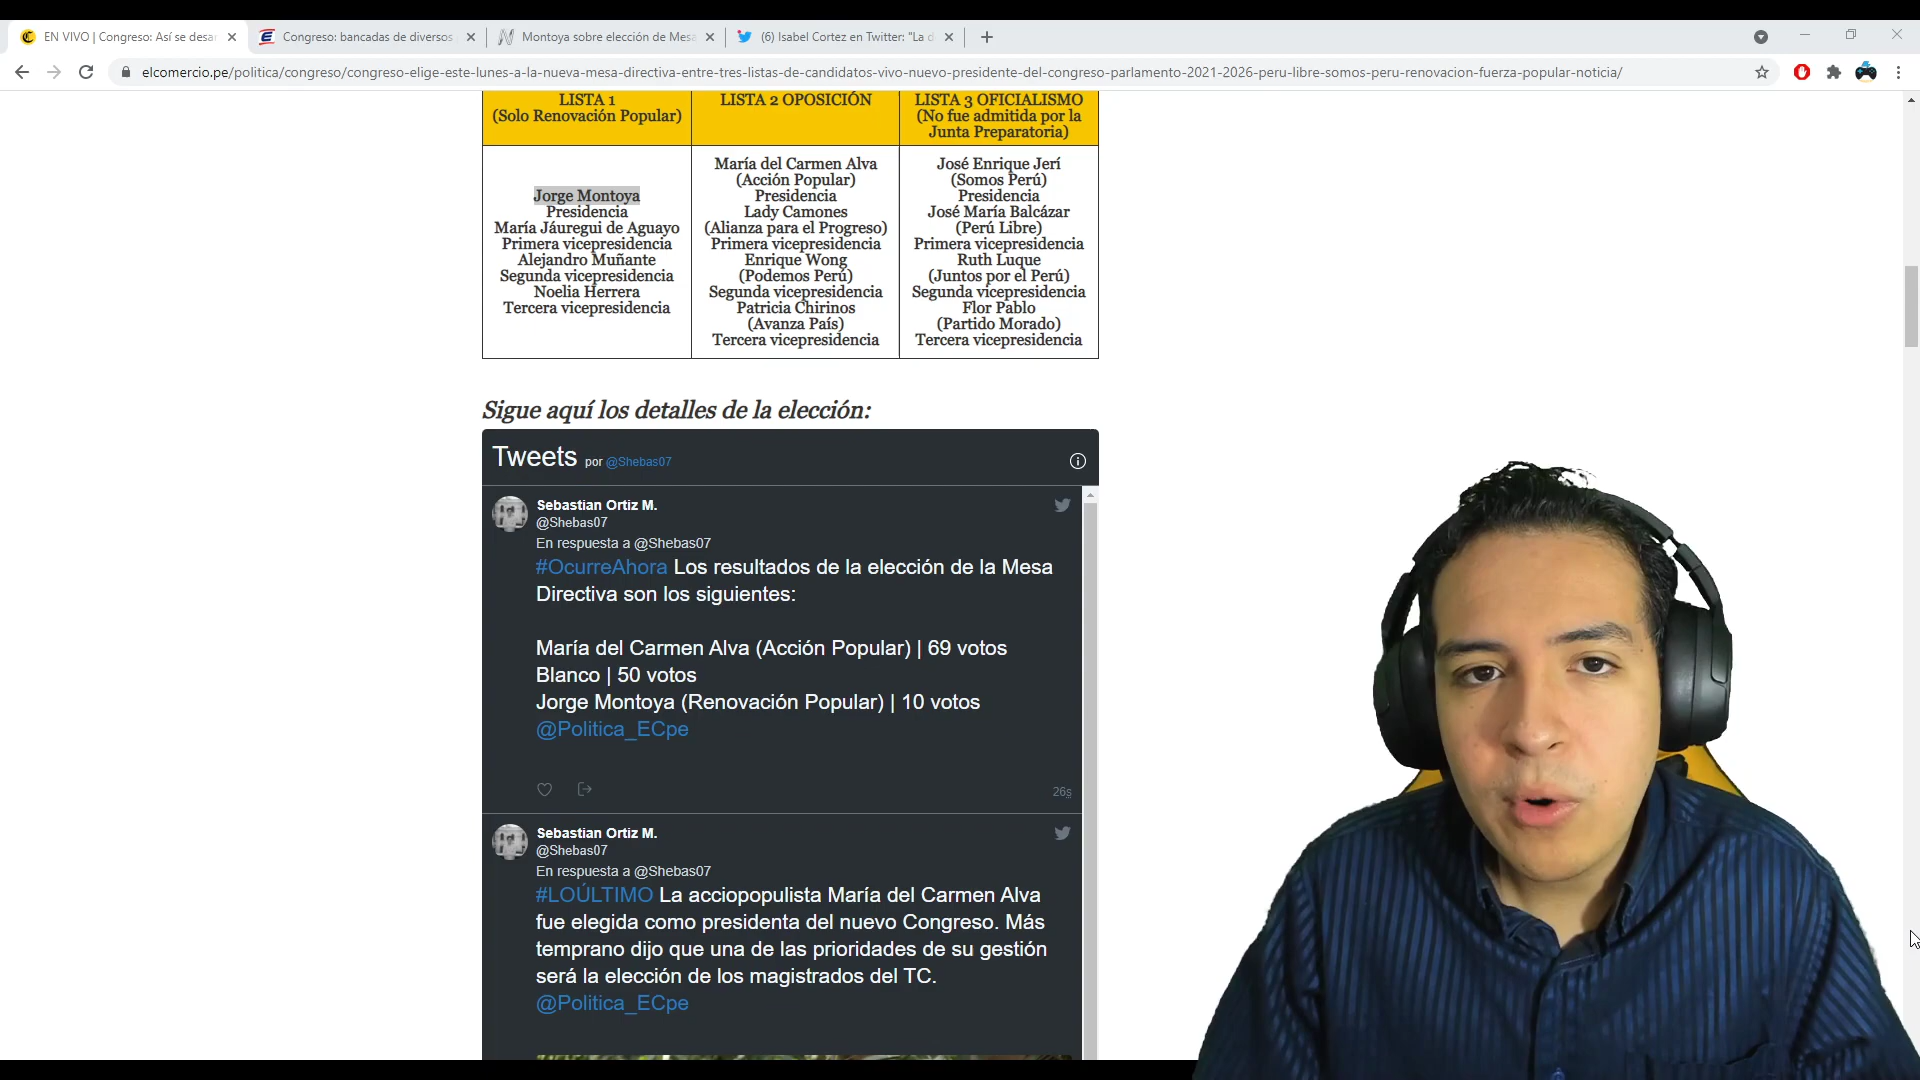 EN VIVO | Congreso: Así se desar
Congreso: bancadas de diversos
Montoya sobre elección de Mesa
(6) Isabel Cortez en Twitter: "La d
elcomercio.pe/politica/congreso/congreso-elige-este-lunes-a-la-nueva-mesa-directiva-entre-tres-listas-de-candidatos-vivo-nuevo-presidente-del-congreso-parlamento-2021-2026-peru-libre-somos-peru-renovacion-fuerza-popular-noticia/
LISTA 1
(Solo Renovación Popular)
LISTA 2 OPOSICIÓN
LISTA 3 OFICIALISMO
(No fue admitida por la
Junta Preparatoria)
Jorge Montoya
Presidencia
María Jáuregui de Aguayo
Primera vicepresidencia
Alejandro Muñante
Segunda vicepresidencia
Noelia Herrera
Tercera vicepresidencia
María del Carmen Alva
(Acción Popular)
Presidencia
Lady Camones
(Alianza para el Progreso)
Primera vicepresidencia
Enrique Wong
(Podemos Perú)
Segunda vicepresidencia
Patricia Chirinos
(Avanza País)
Tercera vicepresidencia
José Enrique Jerí
(Somos Perú)
Presidencia
José María Balcázar
(Perú Libre)
Primera vicepresidencia
Ruth Luque
(Juntos por el Perú)
Segunda vicepresidencia
Flor Pablo
(Partido Morado)
Tercera vicepresidencia
Sigue aquí los detalles de la elección:
Tweets por @Shebas07
Sebastian Ortiz M.
@Shebas07
En respuesta a @Shebas07
#OcurreAhora Los resultados de la elección de la Mesa
Directiva son los siguientes:
María del Carmen Alva (Acción Popular) | 69 votos
Blanco | 50 votos
Jorge Montoya (Renovación Popular) | 10 votos
@Politica_ECpe
26s
Sebastian Ortiz M.
@Shebas07
En respuesta a @Shebas07
#LOÚLTIMO La acciopopulista María del Carmen Alva
fue elegida como presidenta del nuevo Congreso. Más
temprano dijo que una de las prioridades de su gestión
será la elección de los magistrados del TC.
@Politica_ECpe